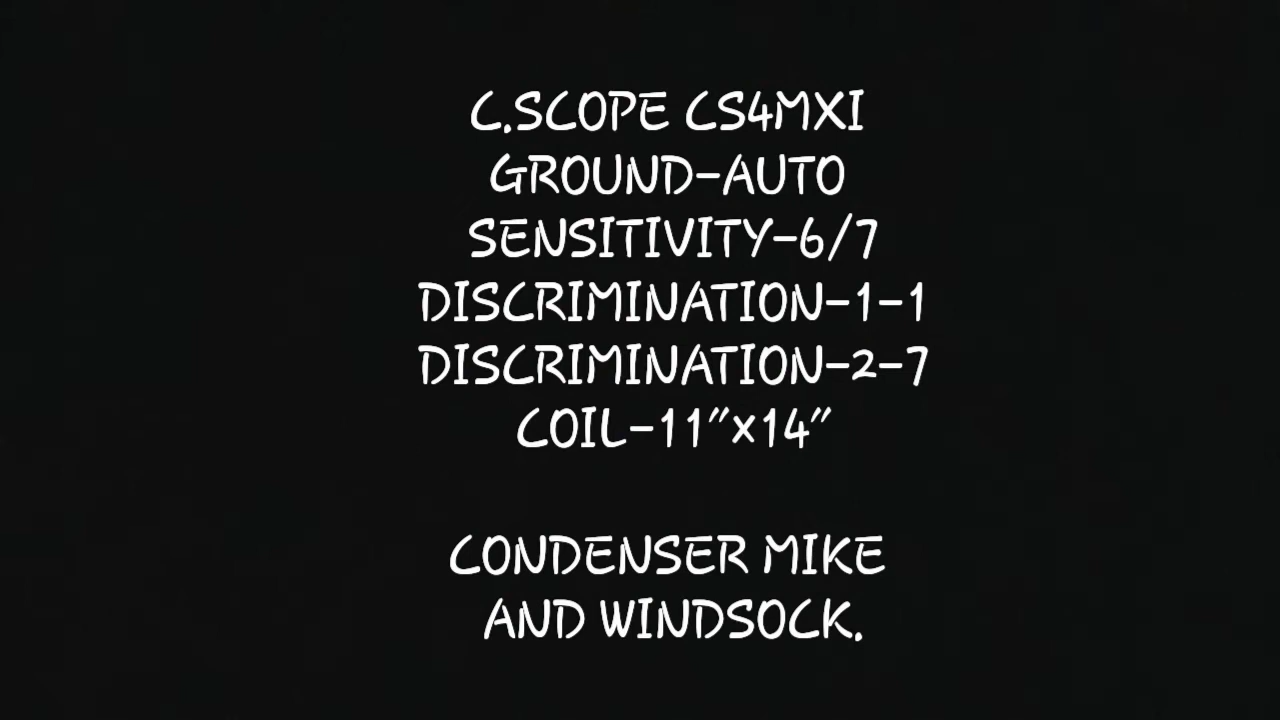 C.SCOPE CS4MXI
GROUND-AUTO
SENSITIVITY-6/7
DISCRIMINATION-1-1
DISCRIMINATION-2-7
COIL-11"x14"
CONDENSER MIKE
AND WINDSOCK.